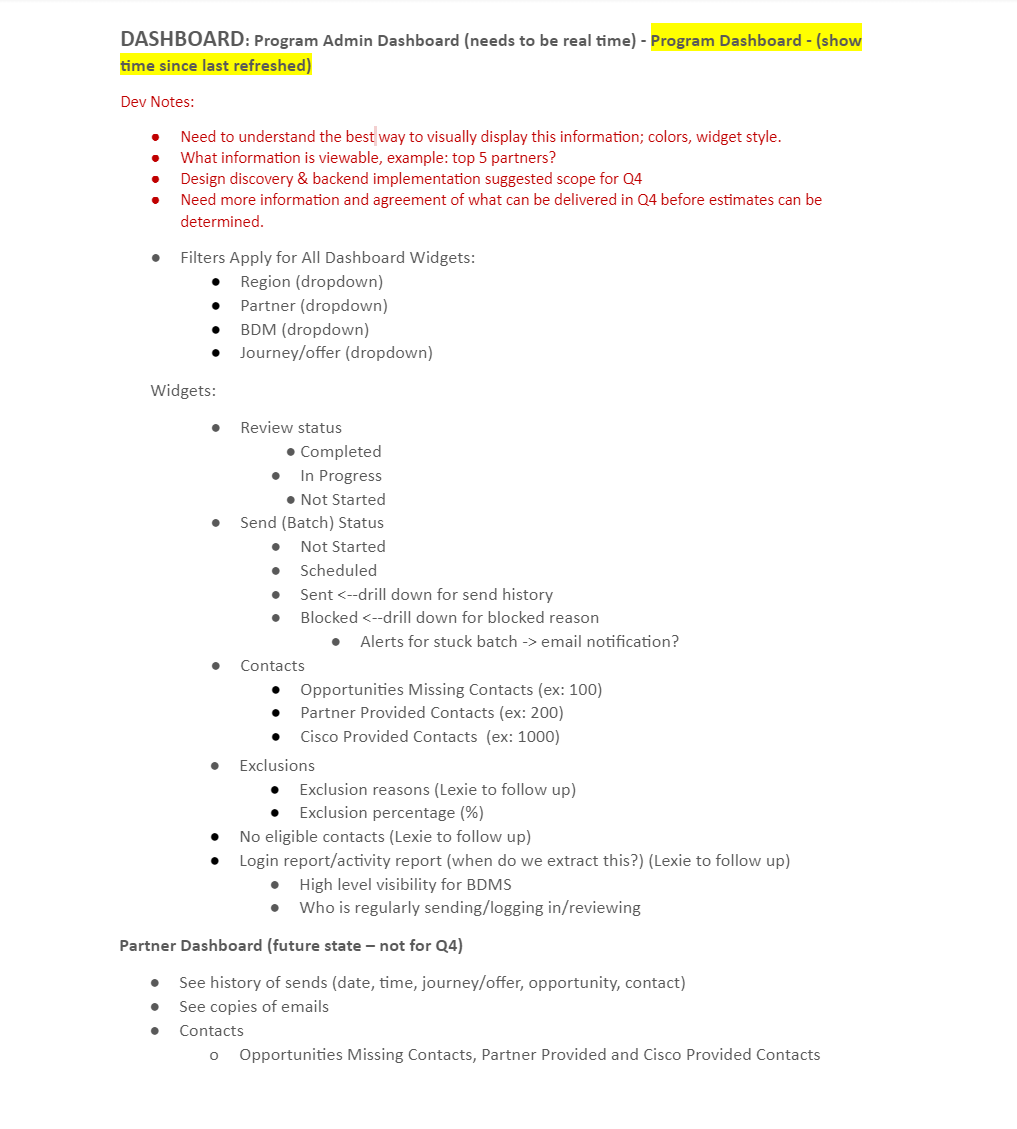 DASHBOARD: Program Admin Dashboard (needs to be real time) - Program Dashboard - (show
time since last refreshed)
Dev Notes:
● Need to understand the best way to visually display this information; colors, widget style.
● What information is viewable, example: top 5 partners?
● Design discovery & backend implementation suggested scope for Q4
● Need more information and agreement of what can be delivered in Q4 before estimates can be
determined.
● Filters Apply for All Dashboard Widgets:
● Region (dropdown)
● Partner (dropdown)
● BDM (dropdown)
● Journey/offer (dropdown)
Widgets:
● Review status
● Completed
● In Progress
● Not Started
● Send (Batch) Status
● Not Started
● Scheduled
● Sent <--drill down for send history
● Blocked <--drill down for blocked reason
● Alerts for stuck batch -> email notification?
● Contacts
● Opportunities Missing Contacts (ex: 100)
● Partner Provided Contacts (ex: 200)
● Cisco Provided Contacts (ex: 1000)
● Exclusions
● Exclusion reasons (Lexie to follow up)
● Exclusion percentage (%)
● No eligible contacts (Lexie to follow up)
● Login report/activity report (when do we extract this?) (Lexie to follow up)
● High level visibility for BDMS
● Who is regularly sending/logging in/reviewing
Partner Dashboard (future state – not for Q4)
● See history of sends (date, time, journey/offer, opportunity, contact)
● See copies of emails
● Contacts
o Opportunities Missing Contacts, Partner Provided and Cisco Provided Contacts